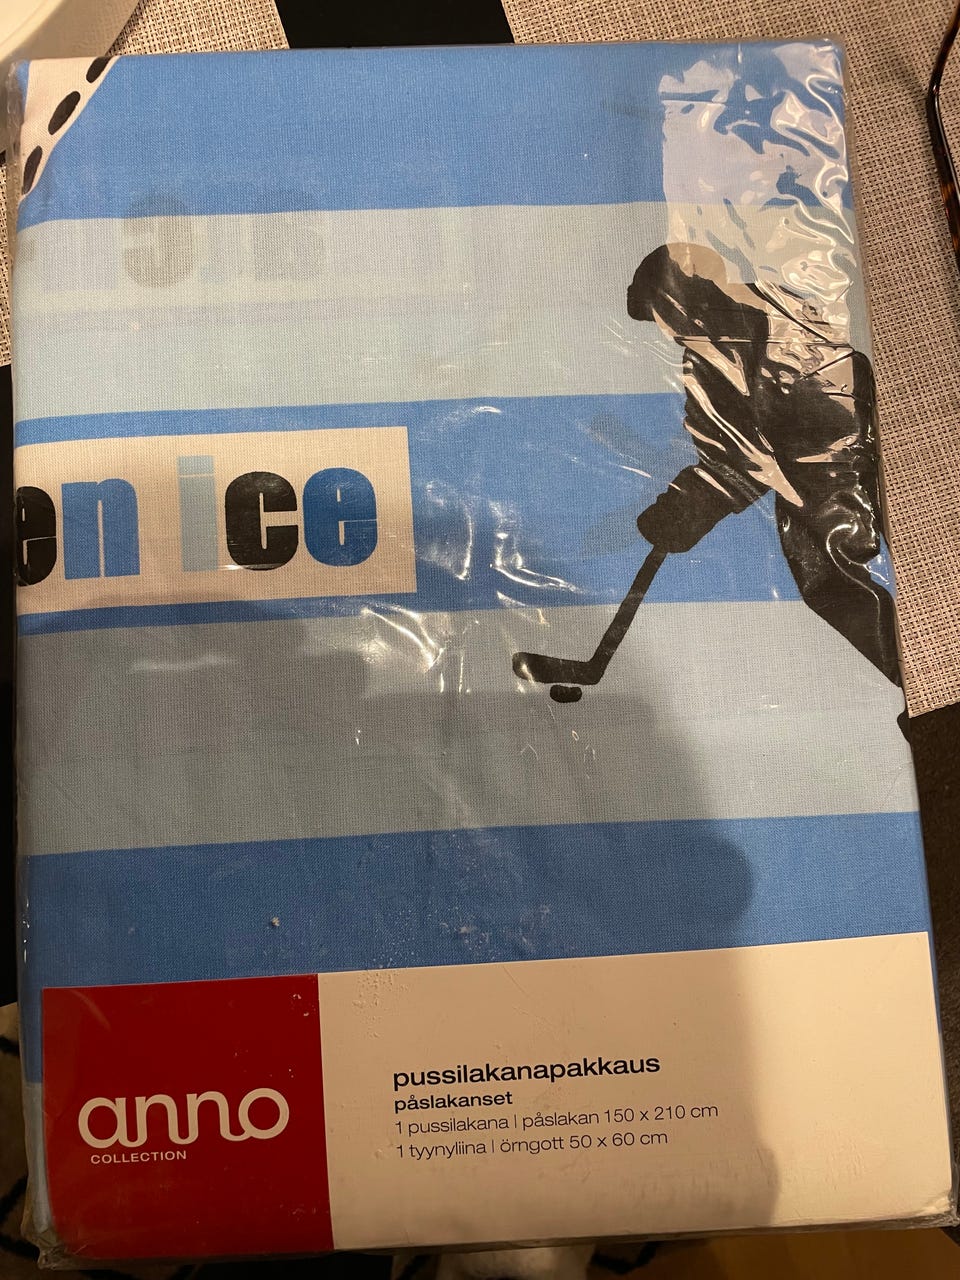 en ice
anno
COLLECTION
pussilakanapakkaus
påslakanset
1 pussilakana | påslakan 150 x 210 cm
1 tyynyliina | örngott 50 x 60 cm